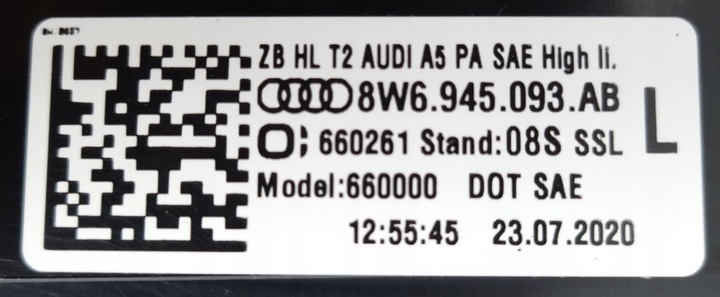 ZB HL T2 AUDI A5 PA SAE High li.
8W6.945.093.AB
L
660261 Stand:08S SSL
Model:660000 DOT SAE
12:55:45 23.07.2020